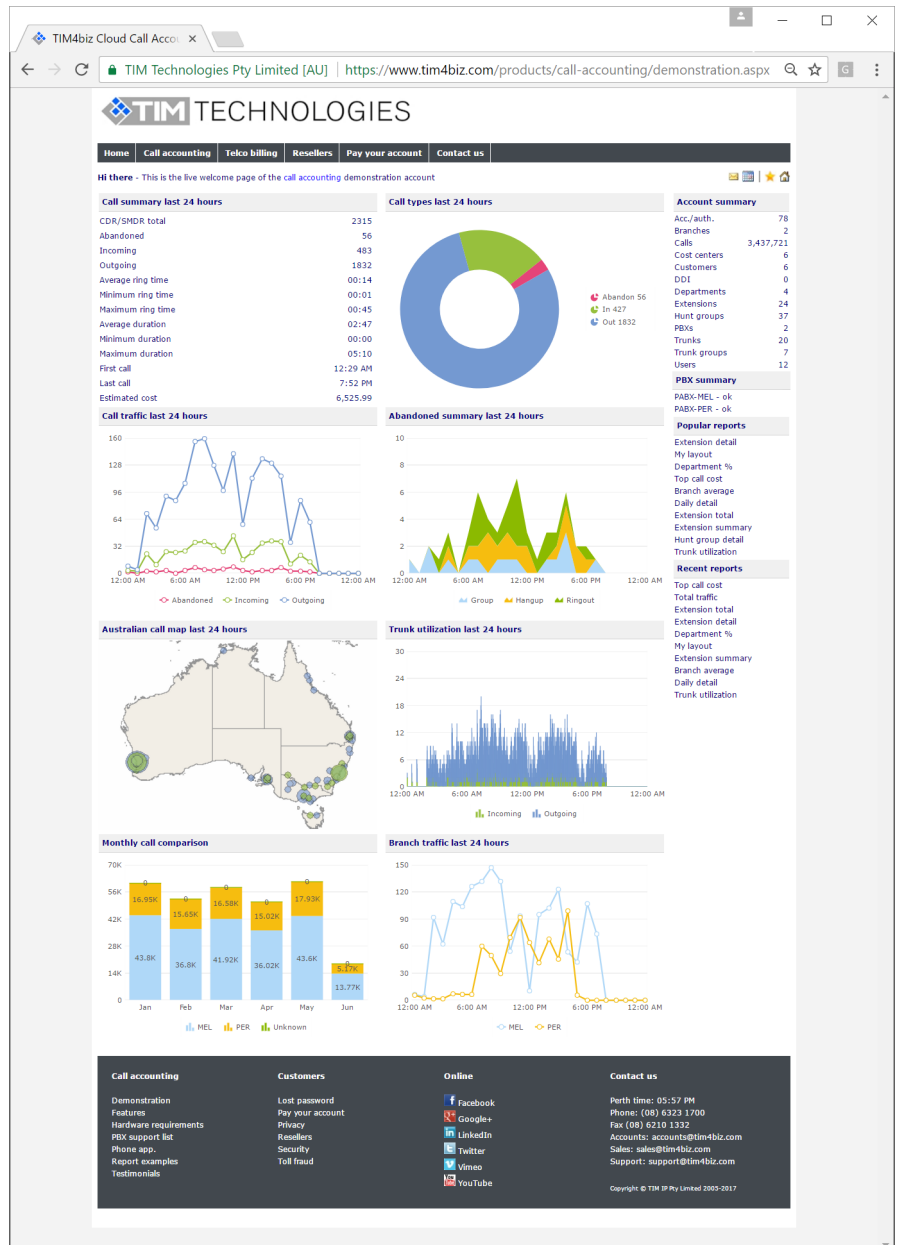 TIM4biz Cloud Call Accou
TIM Technologies Pty Limited [AU] | https://www.tim4biz.com/products/call-accounting/demonstration.aspx
G
TIM TECHNOLOGIES
Home Call accounting Telco billing Resellers Pay your account Contact us
Hi there - This is the live welcome page of the call accounting demonstration account
Call summary last 24 hours
CDR/SMDR total 2315
Abandoned 56
Incoming 483
Outgoing 1832
Average ring time 00:14
Minimum ring time 00:01
Maximum ring time 00:45
Average duration 02:47
Minimum duration 00:00
Maximum duration 05:10
First call 12:29 AM
Last call 7:52 PM
Estimated cost 6,525.99
Call types last 24 hours
Abandon 56
In 427
Out 1832
Account summary
Acc./auth. 78
Branches 2
Calls 3,437,721
Cost centers 6
Customers 6
DDI 0
Departments 4
Extensions 24
Hunt groups 37
PBXs 2
Trunks 20
Trunk groups 7
Users 12
PBX summary
PABX-MEL - ok
PABX-PER - ok
Popular reports
Extension detail
My layout
Department %
Top call cost
Branch average
Daily detail
Extension total
Extension summary
Hunt group detail
Trunk utilization
Recent reports
Top call cost
Total traffic
Extension total
Extension detail
Department %
My layout
Extension summary
Branch average
Daily detail
Trunk utilization
Call traffic last 24 hours
160
128
96
64
32
0
12:00 AM 6:00 AM 12:00 PM 6:00 PM 12:00 AM
Abandoned Incoming Outgoing
Abandoned summary last 24 hours
10
8
6
4
2
0
12:00 AM 6:00 AM 12:00 PM 6:00 PM 12:00 AM
Group Hangup Ringout
Australian call map last 24 hours
Trunk utilization last 24 hours
30
24
18
12
6
0
12:00 AM 6:00 AM 12:00 PM 6:00 PM 12:00 AM
Incoming Outgoing
Monthly call comparison
70K
56K
42K
28K
14K
0
0 0 0 0 0 0
16.95K 15.65K 16.58K 15.02K 17.93K 5.17K
43.8K 36.8K 41.92K 36.02K 43.6K 13.77K
Jan Feb Mar Apr May Jun
MEL PER Unknown
Branch traffic last 24 hours
150
120
90
60
30
0
12:00 AM 6:00 AM 12:00 PM 6:00 PM 12:00 AM
MEL PER
Call accounting
Demonstration
Features
Hardware requirements
PBX support list
Phone app.
Report examples
Testimonials
Customers
Lost password
Pay your account
Privacy
Resellers
Security
Toll fraud
Online
Facebook
Google+
LinkedIn
Twitter
Vimeo
YouTube
Contact us
Perth time: 05:57 PM
Phone: (08) 6323 1700
Fax (08) 6210 1332
Accounts: accounts@tim4biz.com
Sales: sales@tim4biz.com
Support: support@tim4biz.com
Copyright © TIM IP Pty Limited 2005-2017